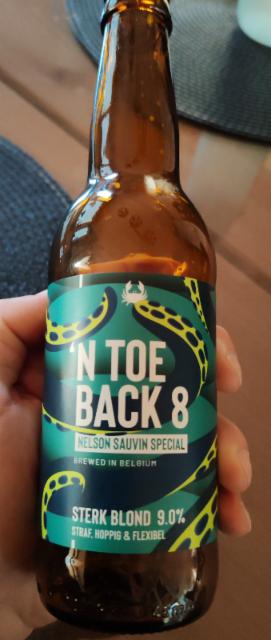 'N TOE
BACK 8
NELSON SAUVIN SPECIAL
BREWED IN BELGIUM
STERK BLOND 9.0%
STRAF, HOPPIG & FLEXIBEL